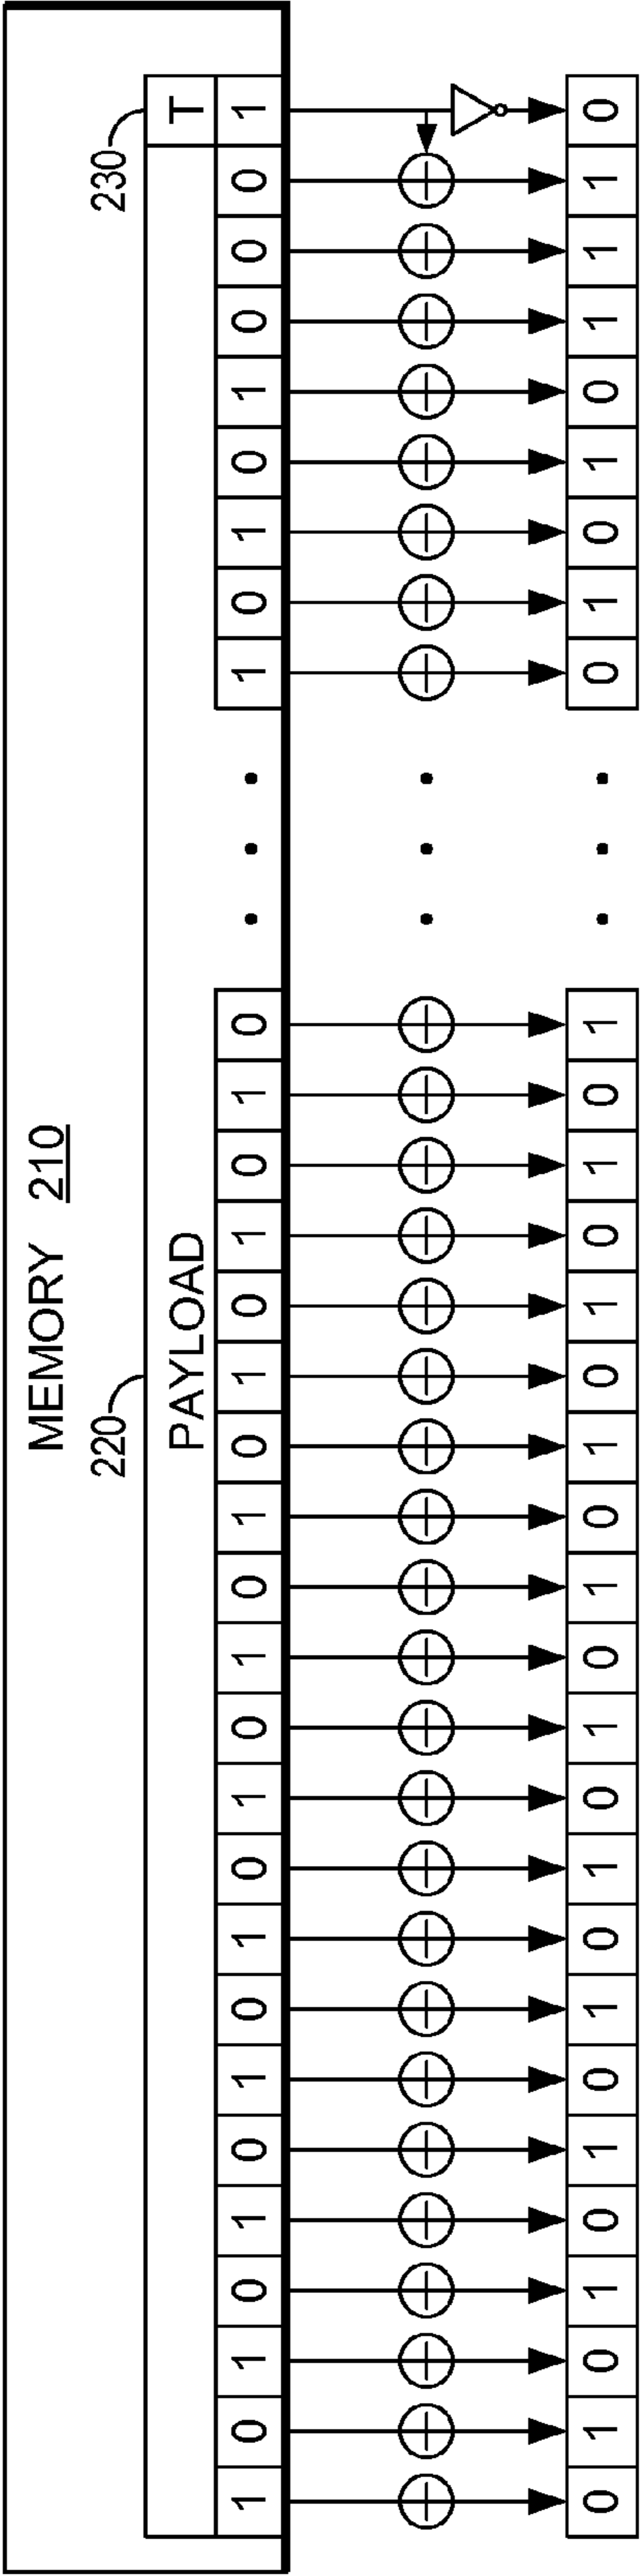 MEMORY 210
220 230
PAYLOAD T
1 0 1 0 1 0 1 0 1 0 1 0 1 0 1 0 1 0 1 0 1 0 . . . 1 0 1 0 1 0 0 0 1
0 1 0 1 0 1 0 1 0 1 0 1 0 1 0 1 0 1 0 1 0 1 . . . 0 1 0 1 0 1 1 1 0